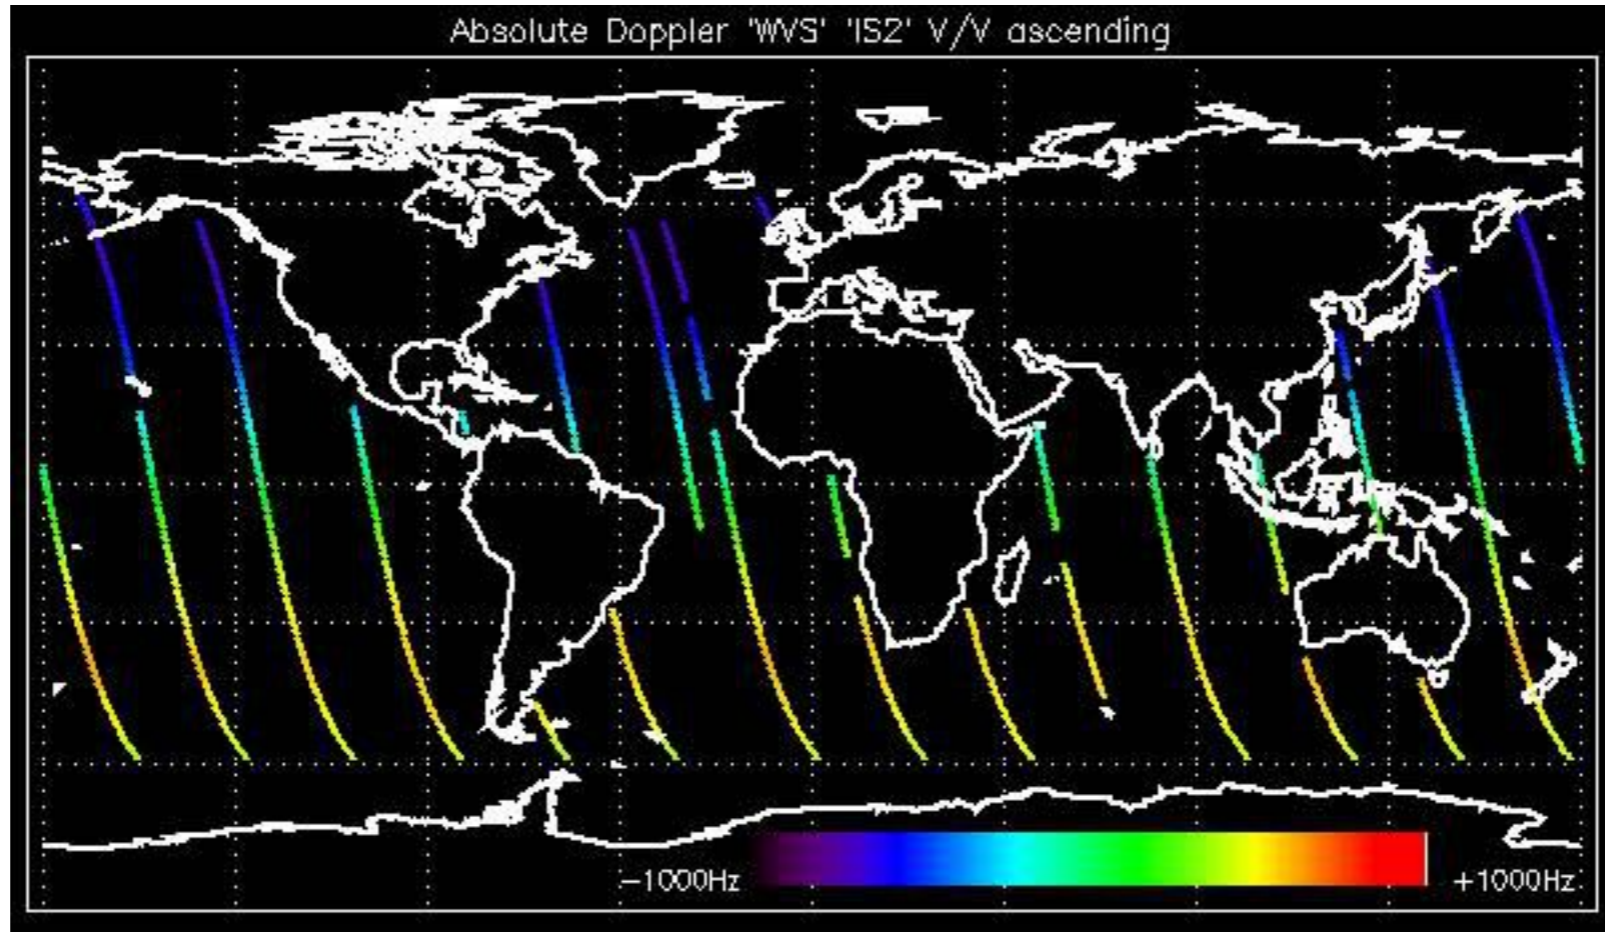 Absolute Doppler 'WVS' 'IS2' V/V ascending
−1000Hz +1000Hz